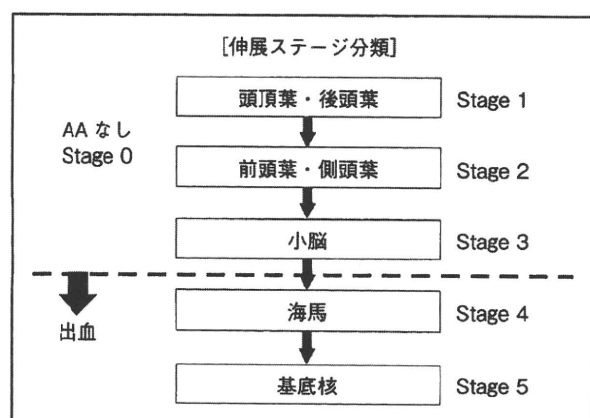 [伸展ステージ分類]
頭頂葉・後頭葉 Stage 1
AA なし
Stage 0
前頭葉・側頭葉 Stage 2
小脳 Stage 3
海馬 Stage 4
出血
基底核 Stage 5